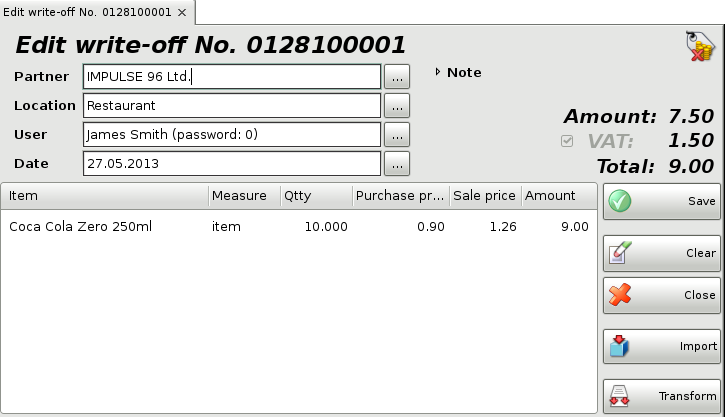 Edit write-off No. 0128100001 ×
Edit write-off No. 0128100001
Partner IMPULSE 96 Ltd. ...
Note
Location Restaurant ...
User James Smith (password: 0) ...
Date 27.05.2013 ...
Amount: 7.50
VAT: 1.50
Total: 9.00
Item Measure Qtty Purchase pr... Sale price Amount
Coca Cola Zero 250ml item 10.000 0.90 1.26 9.00
Save
Clear
Close
Import
Transform